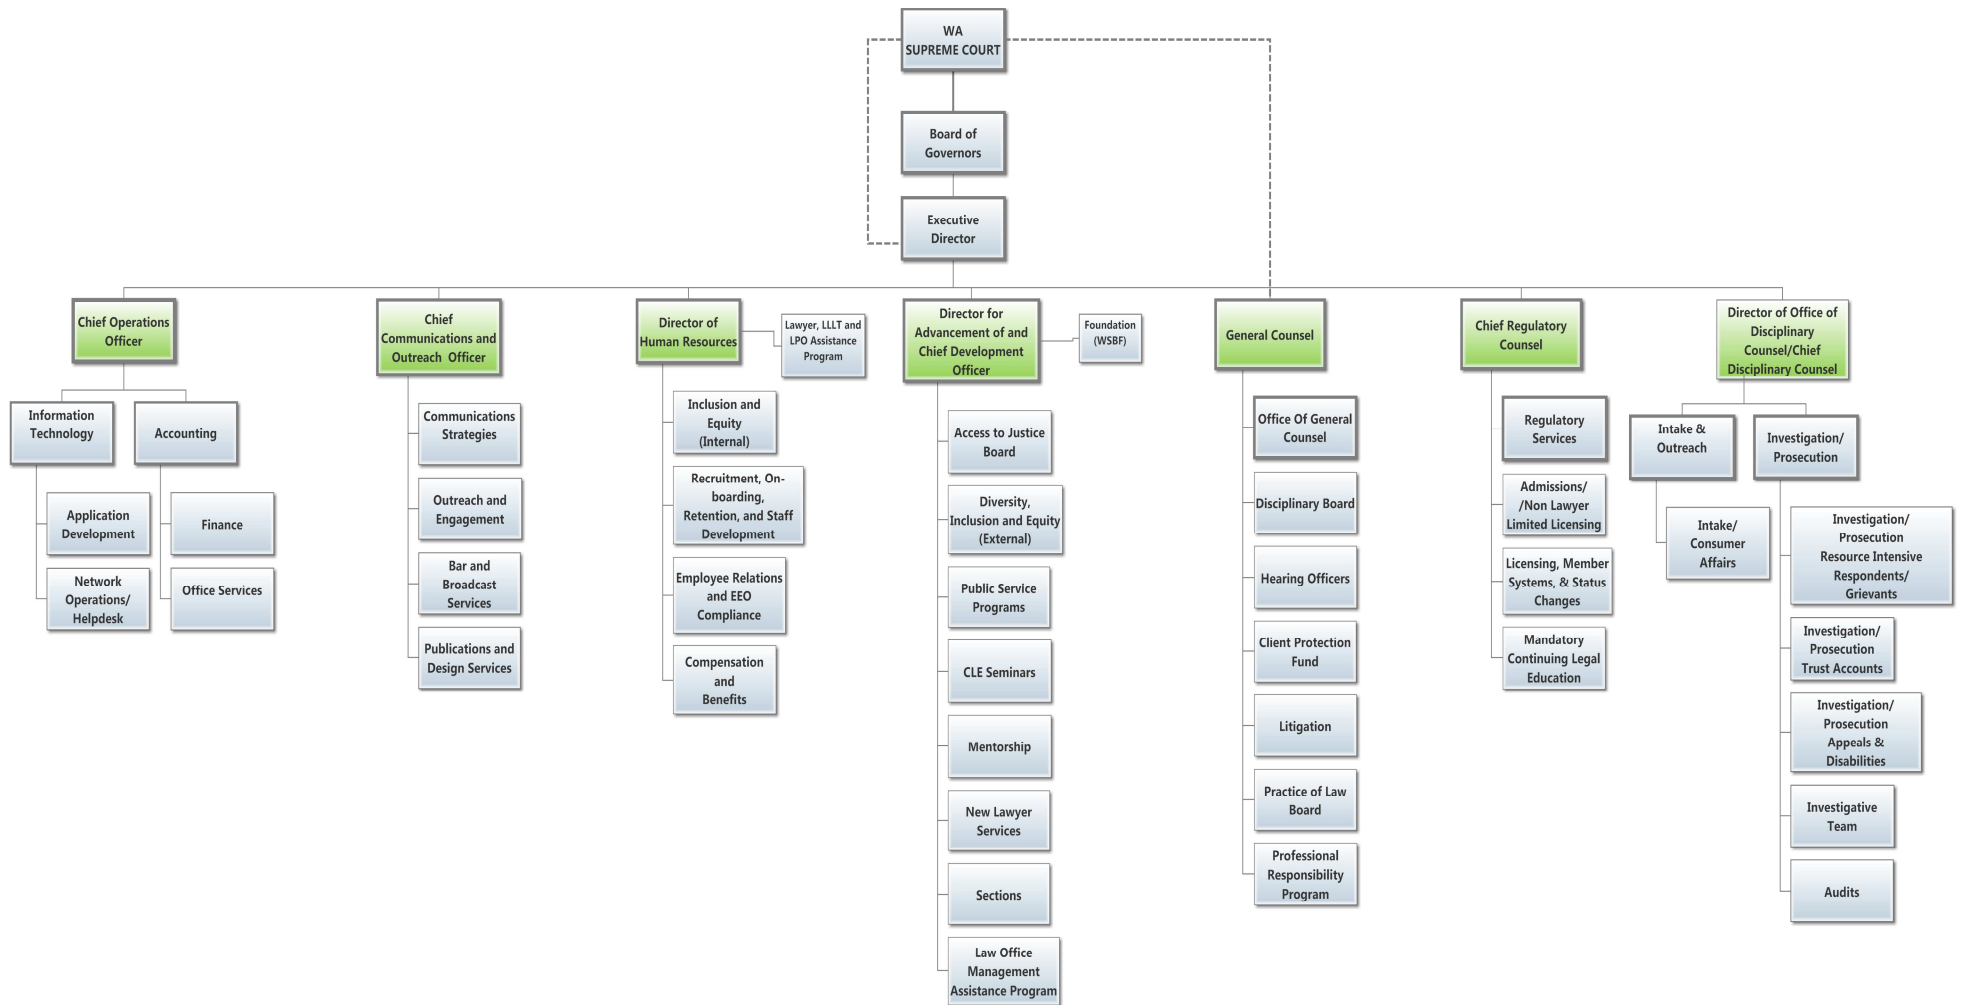 WA
SUPREME COURT
Board of
Governors
Executive
Director
Chief Operations
Officer
Information
Technology
Accounting
Application
Development
Network
Operations/
Helpdesk
Finance
Office Services
Chief
Communications and
Outreach Officer
Communications
Strategies
Outreach and
Engagement
Bar and
Broadcast
Services
Publications and
Design Services
Director of
Human Resources
Lawyer, LLLT and
LPO Assistance
Program
Inclusion and
Equity
(Internal)
Recruitment, On-
boarding,
Retention, and Staff
Development
Employee Relations
and EEO
Compliance
Compensation
and
Benefits
Director for
Advancement of and
Chief Development
Officer
Foundation
(WSBF)
Access to Justice
Board
Diversity,
Inclusion and Equity
(External)
Public Service
Programs
CLE Seminars
Mentorship
New Lawyer
Services
Sections
Law Office
Management
Assistance Program
General Counsel
Office Of General
Counsel
Disciplinary Board
Hearing Officers
Client Protection
Fund
Litigation
Practice of Law
Board
Professional
Responsibility
Program
Chief Regulatory
Counsel
Regulatory
Services
Admissions/
/Non Lawyer
Limited Licensing
Licensing, Member
Systems, & Status
Changes
Mandatory
Continuing Legal
Education
Director of Office of
Disciplinary
Counsel/Chief
Disciplinary Counsel
Intake &
Outreach
Investigation/
Prosecution
Intake/
Consumer
Affairs
Investigation/
Prosecution
Resource Intensive
Respondents/
Grievants
Investigation/
Prosecution
Trust Accounts
Investigation/
Prosecution
Appeals &
Disabilities
Investigative
Team
Audits